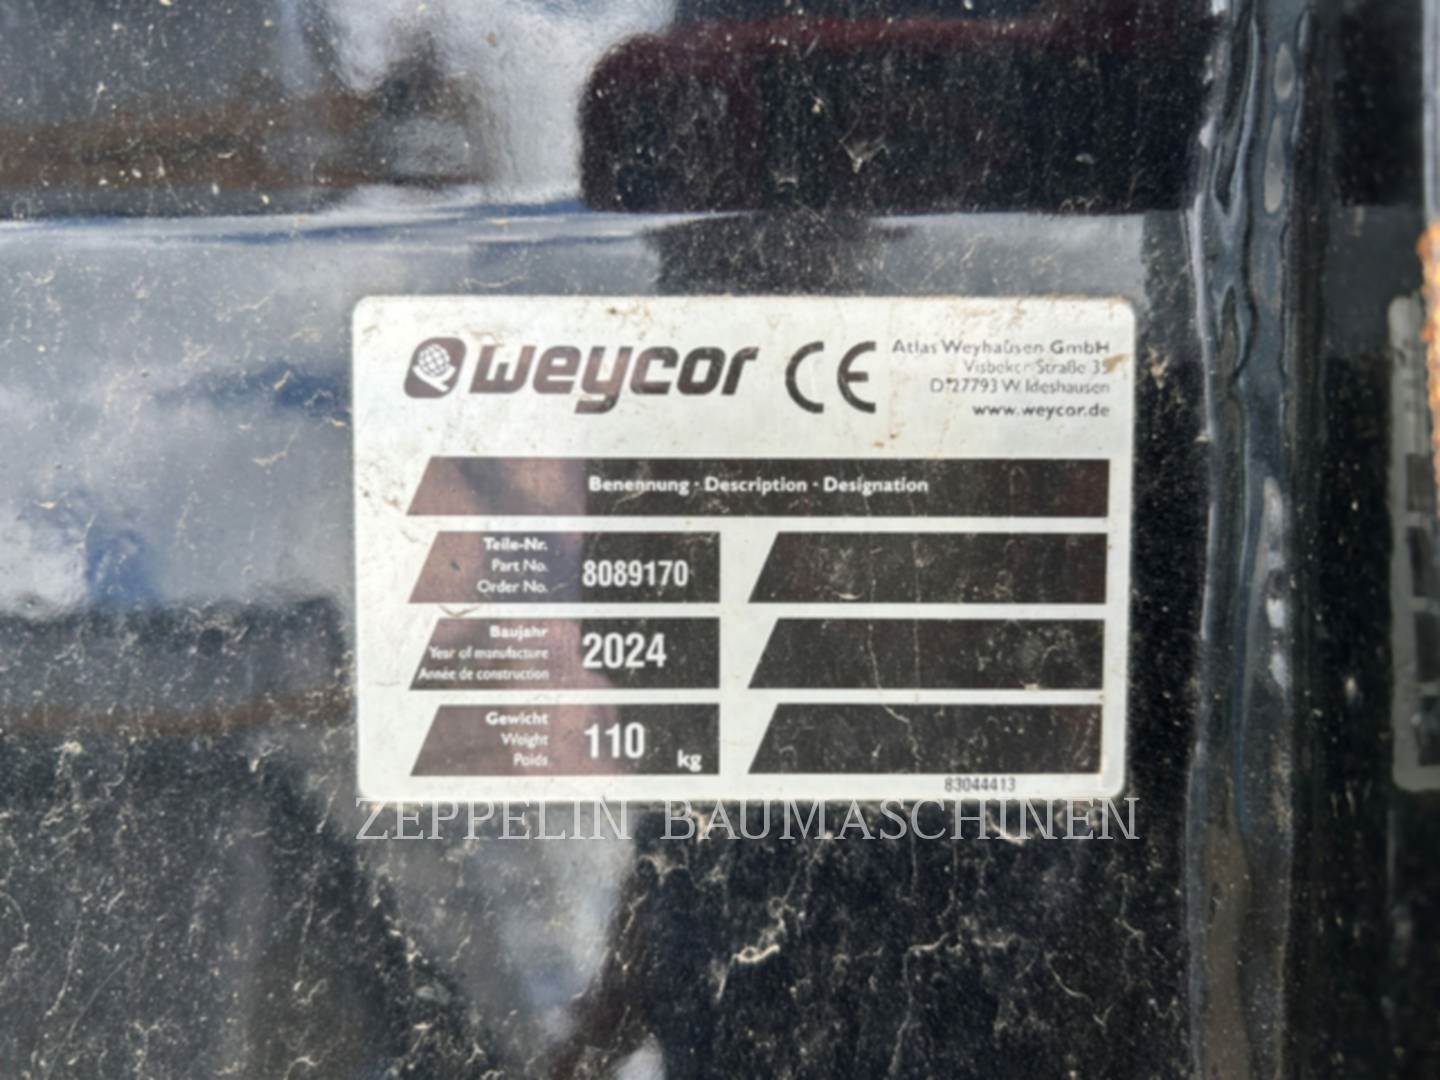 weycor CE
Atlas Weyhausen GmbH
Visbeker Straße 35
D-27793 Wildeshausen
www.weycor.de
Benennung · Description · Designation
Teile-Nr.
Part No.
Order No.
8089170
Baujahr
Year of manufacture
Année de construction
2024
Gewicht
Weight
Poids
110 kg
83044413
ZEPPELIN BAUMASCHINEN